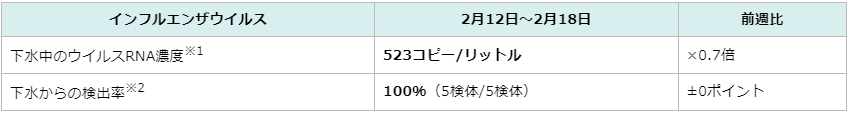 インフルエンザウイルス 2月12日～2月18日 前週比
下水中のウイルスRNA濃度※1 523コピー/リットル ×0.7倍
下水からの検出率※2 100%（5検体/5検体） ±0ポイント